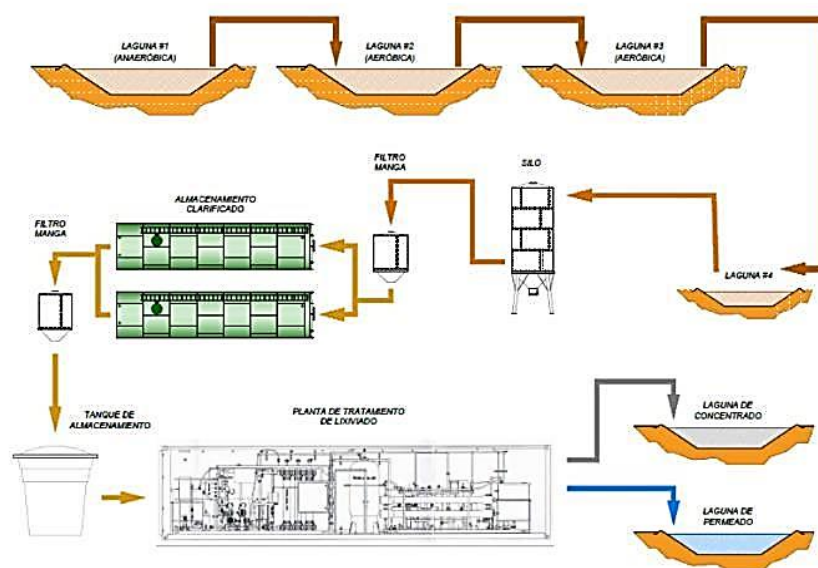 LAGUNA #1
(ANAERÓBICA)
LAGUNA #2
(AERÓBICA)
LAGUNA #3
(AERÓBICA)
FILTRO
MANGA
SILO
ALMACENAMIENTO
CLARIFICADO
FILTRO
MANGA
LAGUNA #4
TANQUE DE
ALMACENAMIENTO
PLANTA DE TRATAMIENTO
DE LIXIVIADO
LAGUNA DE
CONCENTRADO
LAGUNA DE
PERMEADO